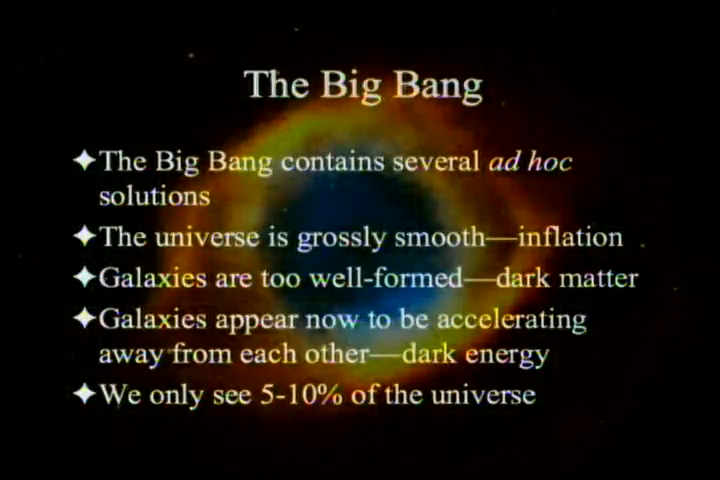 The Big Bang
✦The Big Bang contains several ad hoc
solutions
✦The universe is grossly smooth—inflation
✦Galaxies are too well-formed—dark matter
✦Galaxies appear now to be accelerating
away from each other—dark energy
✦We only see 5-10% of the universe